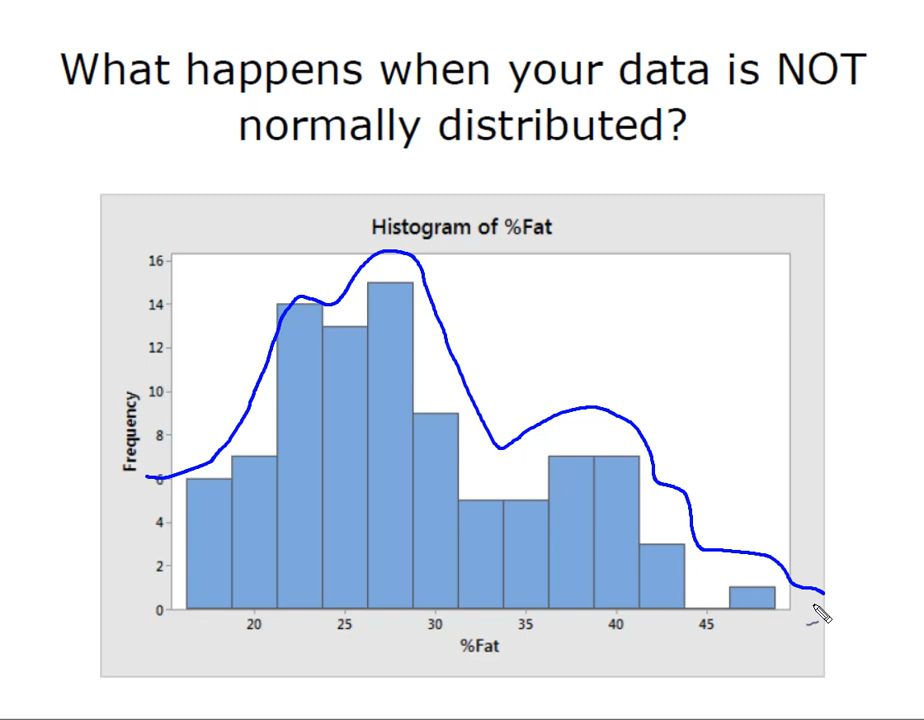 What happens when your data is NOT
normally distributed?
Histogram of %Fat
16
14
12
10
8
6
4
2
0
Frequency
20 25 30 35 40 45
%Fat